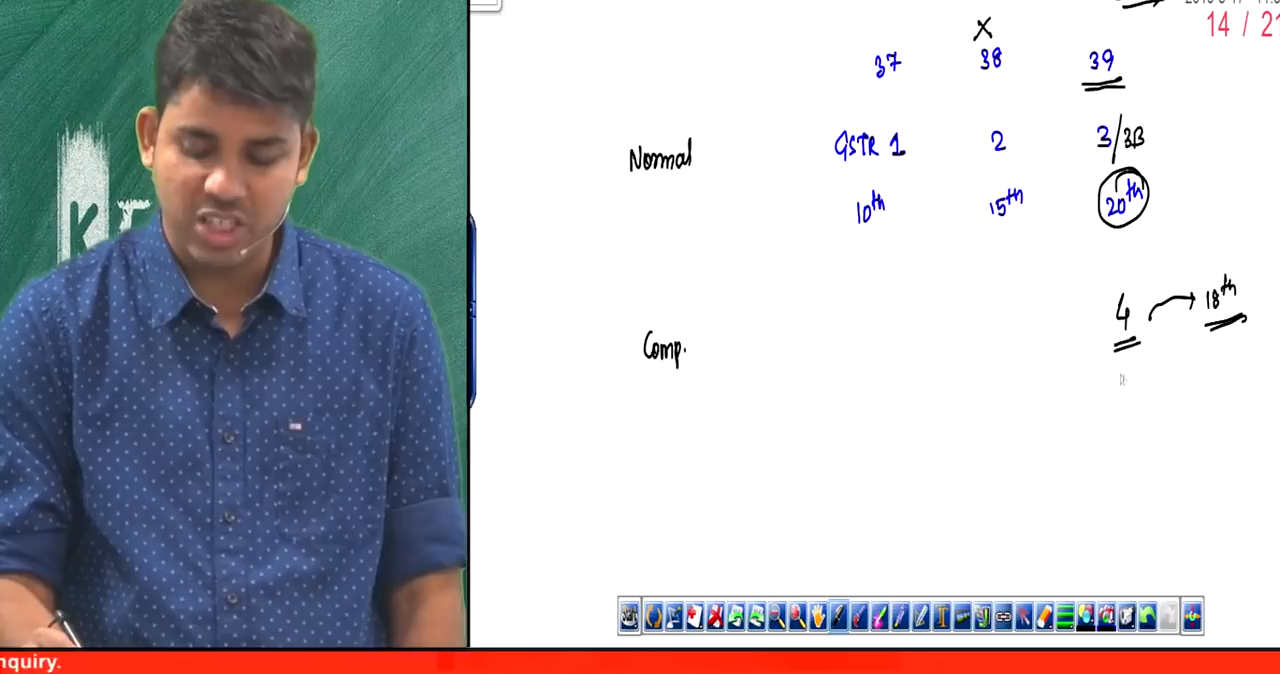 14 / 21
X
37 38 39
Normal GSTR 1 2 3/3B
10th 15th 20th
4 → 18th
Comp.
K
nquiry.